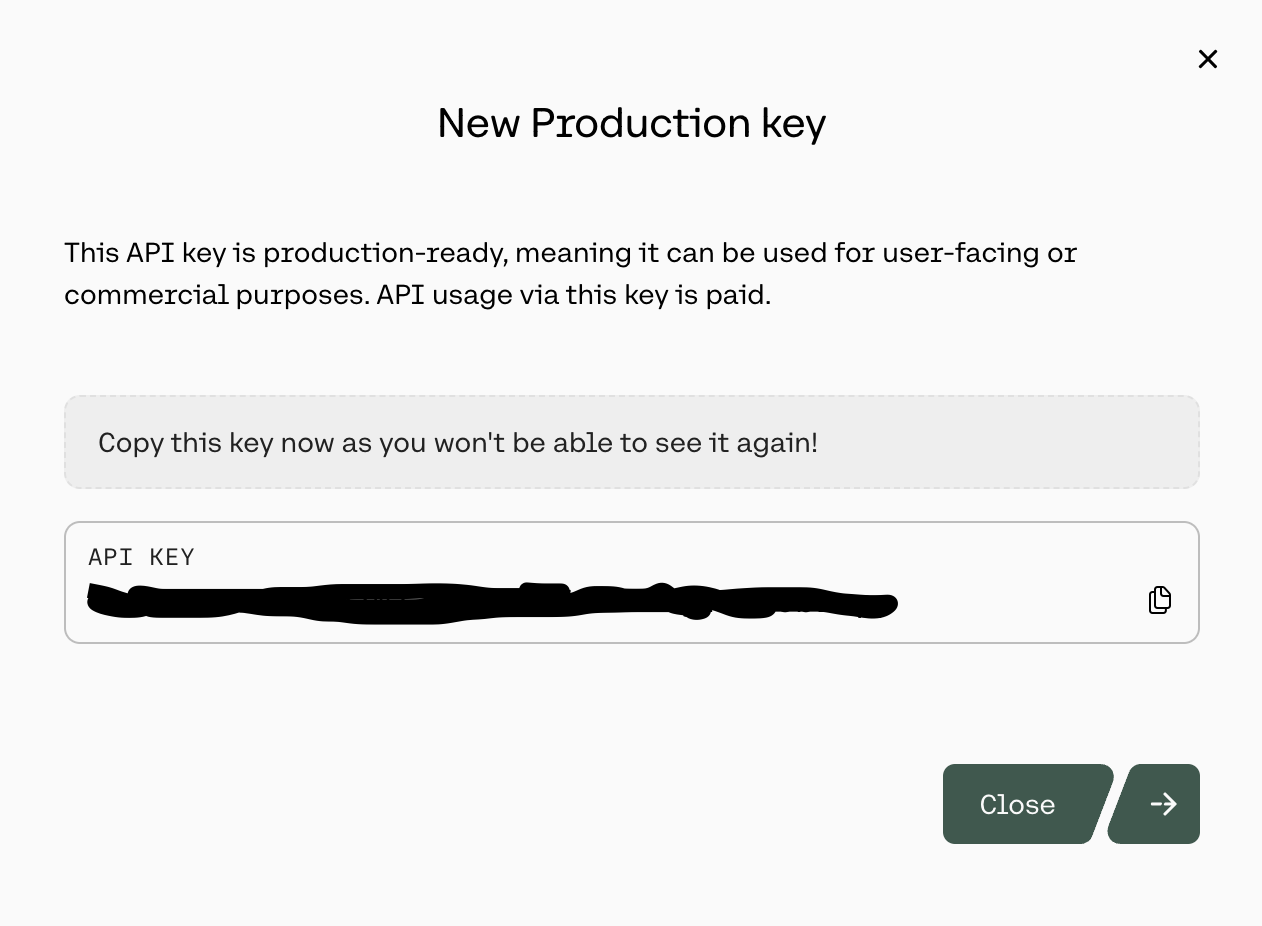 New Production key
This API key is production-ready, meaning it can be used for user-facing or
commercial purposes. API usage via this key is paid.
Copy this key now as you won't be able to see it again!
API KEY
Close